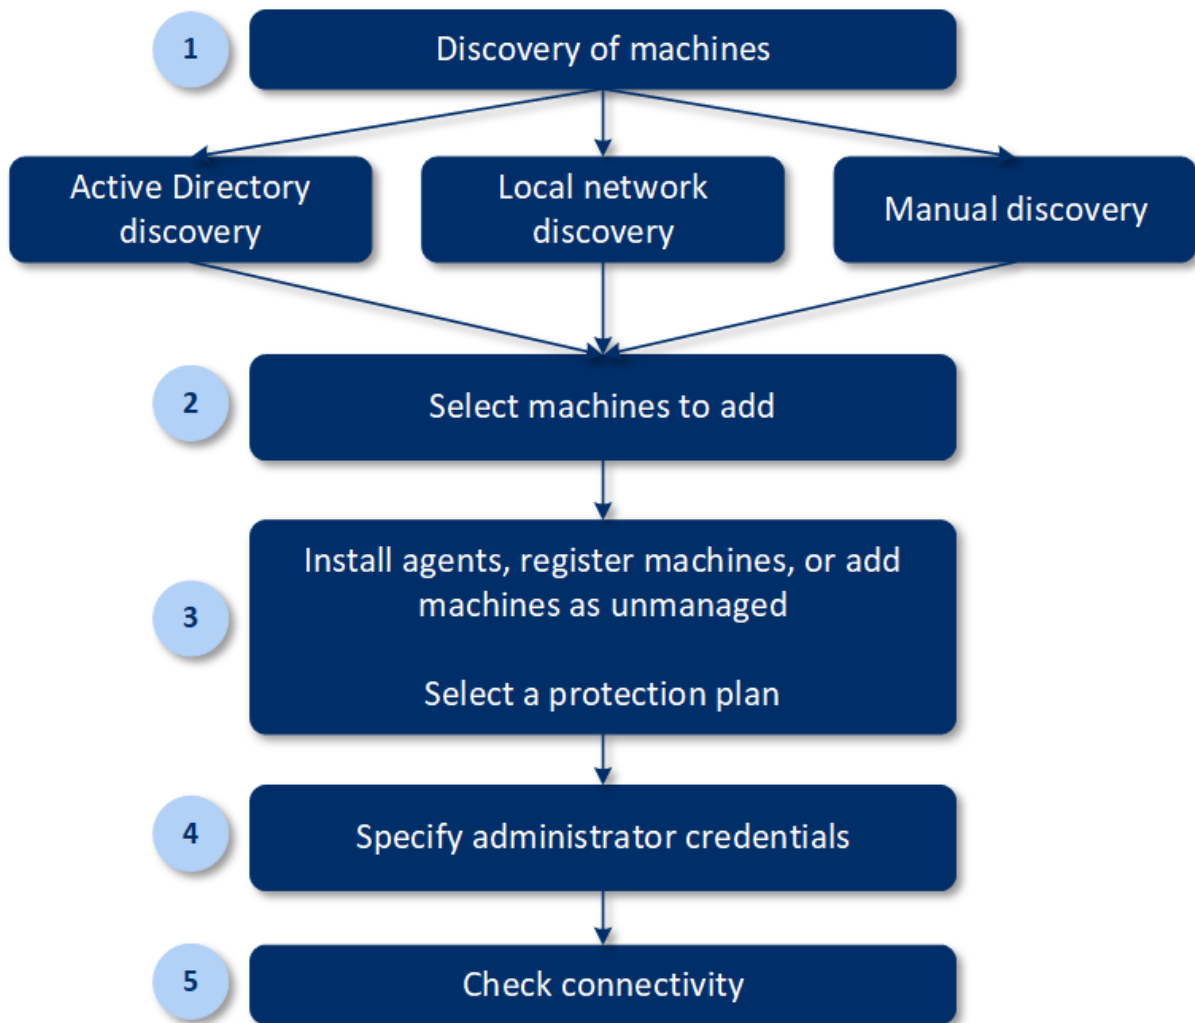 1
Discovery of machines
Active Directory
discovery
Local network
discovery
Manual discovery
2
Select machines to add
3
Install agents, register machines, or add
machines as unmanaged
Select a protection plan
4
Specify administrator credentials
5
Check connectivity